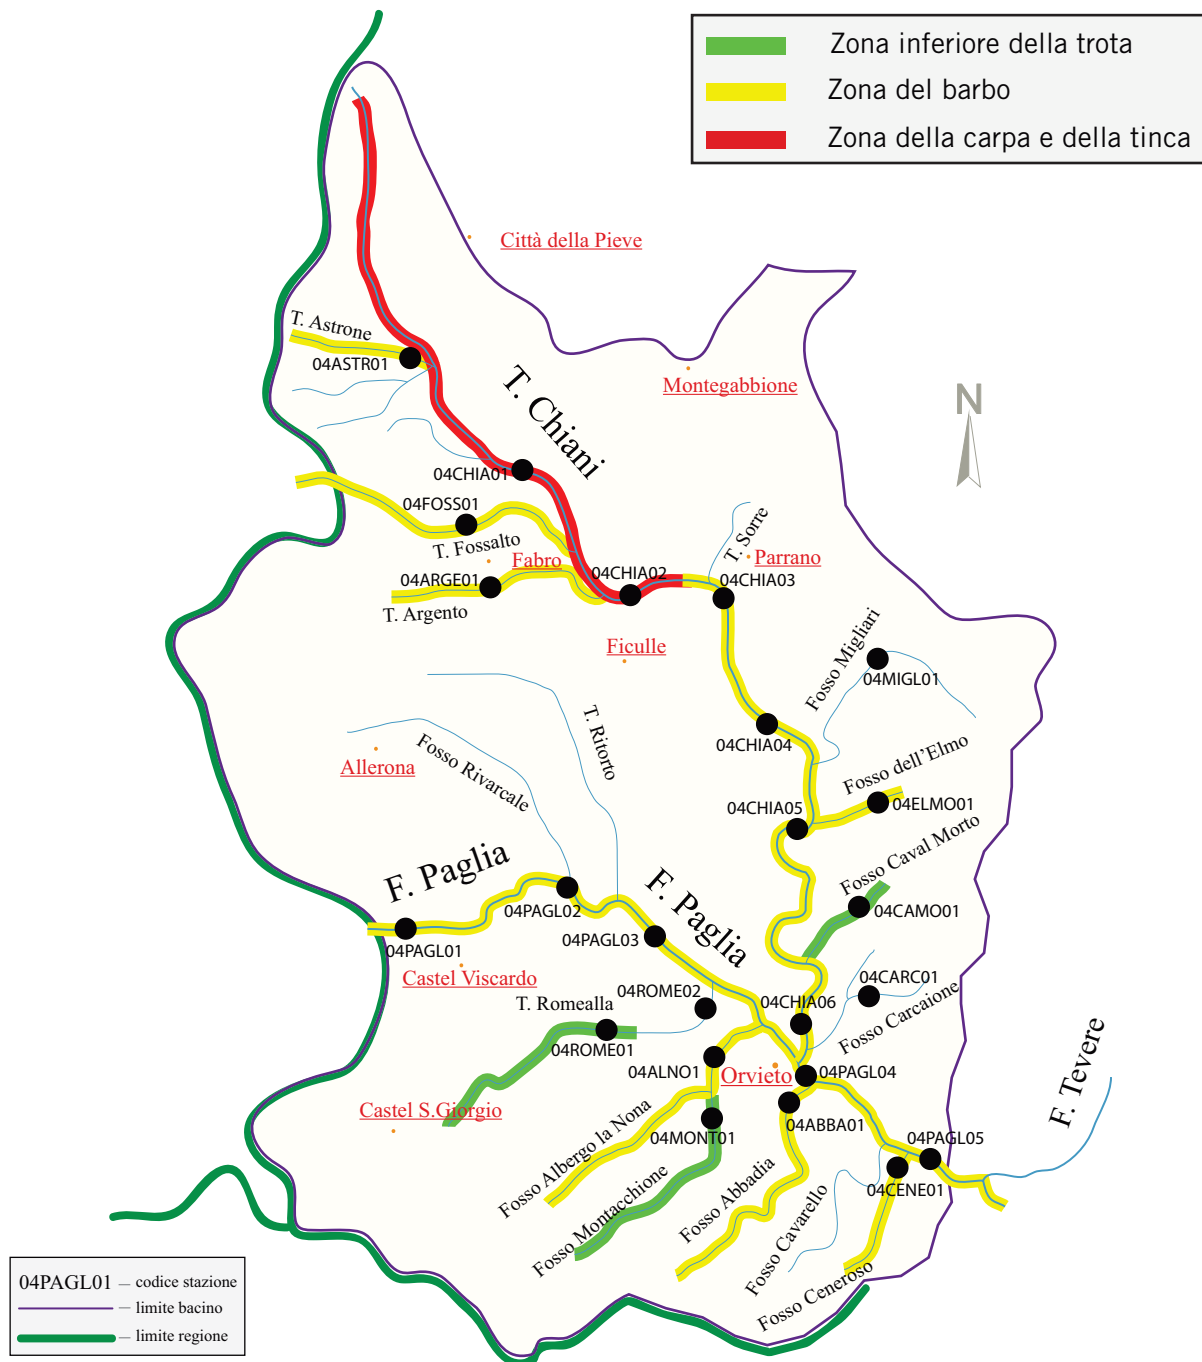 Zona inferiore della trota
Zona del barbo
Zona della carpa e della tinca
Città della Pieve
T. Astrone
04ASTR01
Montegabbione
T. Chiani
N
04CHIA01
04FOSS01
T. Fossalto
T. Sorre
Fabro
Parrano
04ARGE01
04CHIA02
04CHIA03
T. Argento
Ficulle
Fosso Migliari
04MIGL01
T. Ritorto
04CHIA04
Fosso Rivarcale
Allerona
Fosso dell'Elmo
04CHIA05
04ELMO01
Fosso Caval Morto
F. Paglia
F. Paglia
04PAGL02
04CAMO01
04PAGL01
04PAGL03
Castel Viscardo
04CARC01
04ROME02
T. Romealla
04CHIA06
Fosso Carcaione
04ROME01
04ALNO1
Orvieto
04PAGL04
F. Tevere
Castel S.Giorgio
04ABBA01
04MONT01
04PAGL05
Fosso Albergo la Nona
04CENE01
Fosso Montacchione
Fosso Abbadia
Fosso Cavarello
Fosso Ceneroso
04PAGL01 – codice stazione
– limite bacino
– limite regione